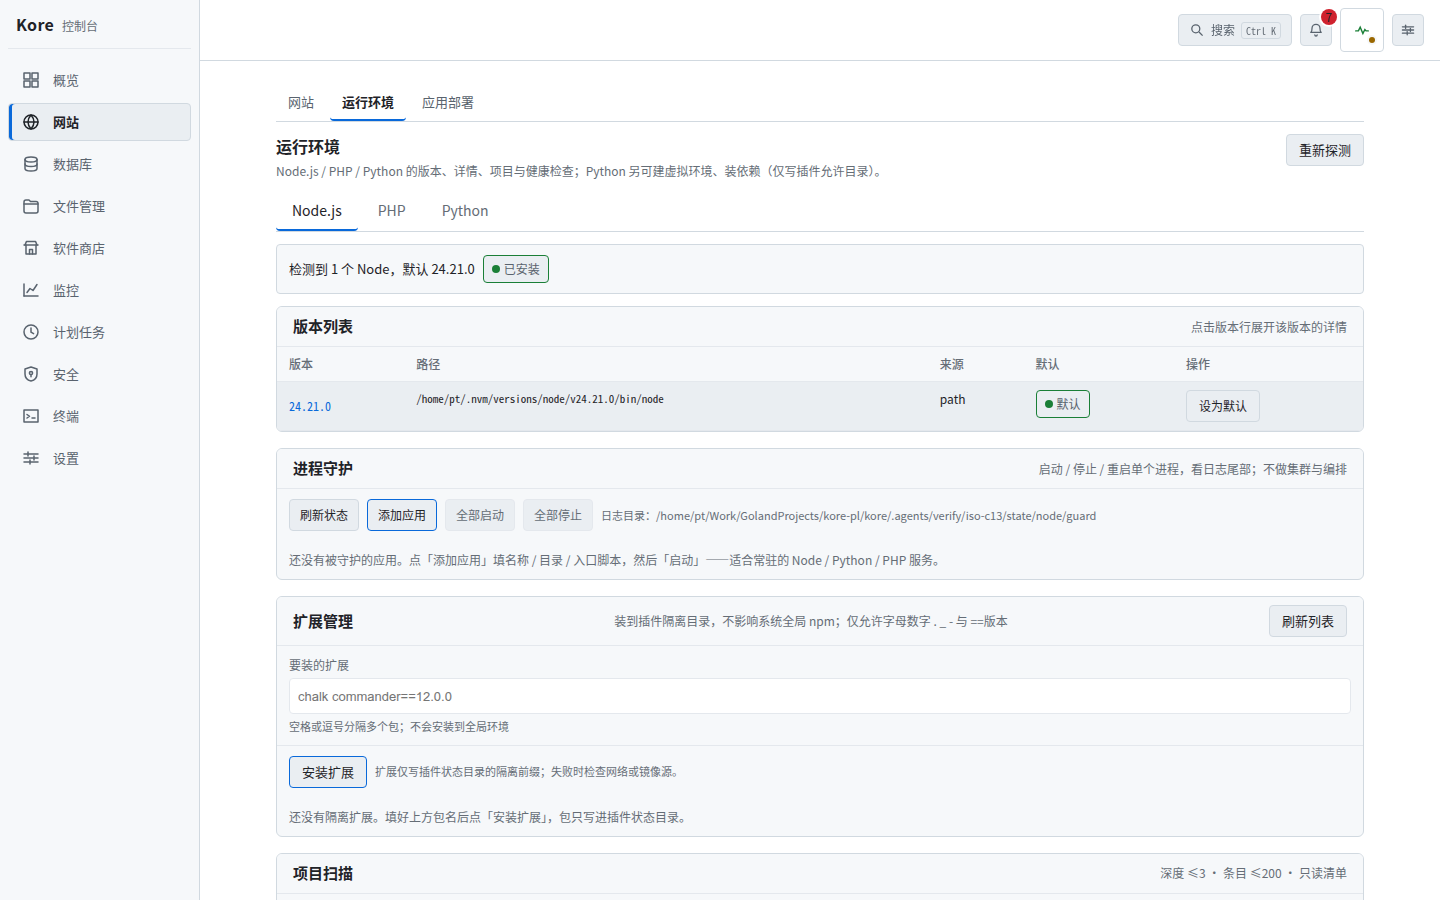 Kore 控制台
搜索 Ctrl K
7
概览
网站
数据库
文件管理
软件商店
监控
计划任务
安全
终端
设置
网站 运行环境 应用部署
运行环境
重新探测
Node.js / PHP / Python 的版本、详情、项目与健康检查；Python 另可建虚拟环境、装依赖（仅写插件允许目录）。
Node.js PHP Python
检测到 1 个 Node，默认 24.21.0 已安装
版本列表 点击版本行展开该版本的详情
版本 路径 来源 默认 操作
24.21.0 /home/pt/.nvm/versions/node/v24.21.0/bin/node path 默认 设为默认
进程守护 启动 / 停止 / 重启单个进程，看日志尾部；不做集群与编排
刷新状态 添加应用 全部启动 全部停止 日志目录：/home/pt/Work/GolandProjects/kore-pl/kore/.agents/verify/iso-c13/state/node/guard
还没有被守护的应用。点「添加应用」填名称 / 目录 / 入口脚本，然后「启动」——适合常驻的 Node / Python / PHP 服务。
扩展管理 装到插件隔离目录，不影响系统全局 npm；仅允许字母数字 . _ - 与 ==版本 刷新列表
要装的扩展
chalk commander==12.0.0
空格或逗号分隔多个包；不会安装到全局环境
安装扩展 扩展仅写插件状态目录的隔离前缀；失败时检查网络或镜像源。
还没有隔离扩展。填好上方包名后点「安装扩展」，包只写进插件状态目录。
项目扫描 深度 ≤3 · 条目 ≤200 · 只读清单